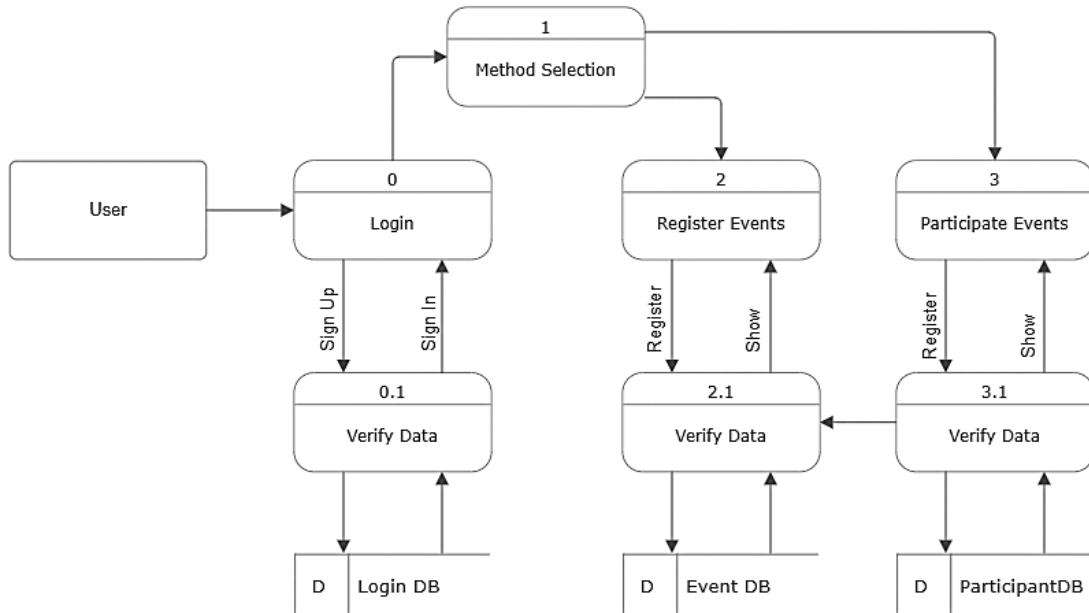 1
Method Selection
User
0
Login
2
Register Events
3
Participate Events
Sign Up
Sign In
Register
Show
Register
Show
0.1
Verify Data
2.1
Verify Data
3.1
Verify Data
D
Login DB
D
Event DB
D
ParticipantDB